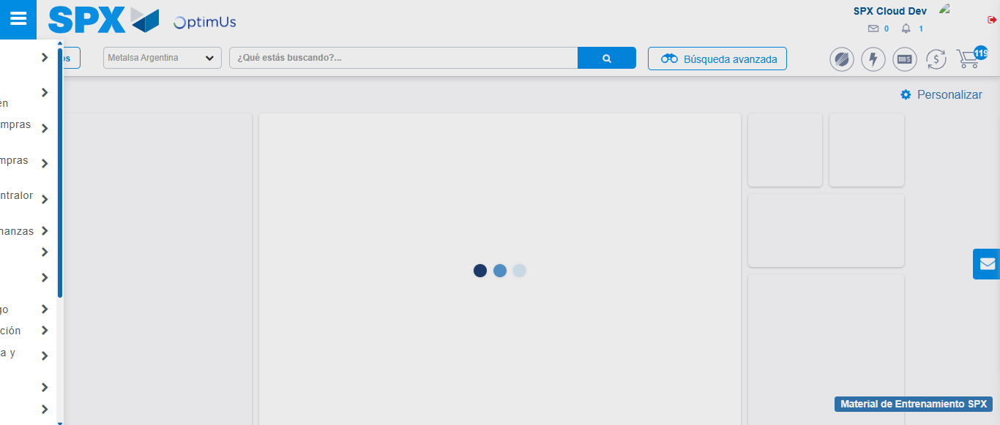 SPX
OptimUs
SPX Cloud Dev
0
1
Metalsa Argentina
¿Qué estás buscando?...
Búsqueda avanzada
119
Personalizar
én
mpras
mpras
ntralor
nanzas
go
ción
a y
Material de Entrenamiento SPX